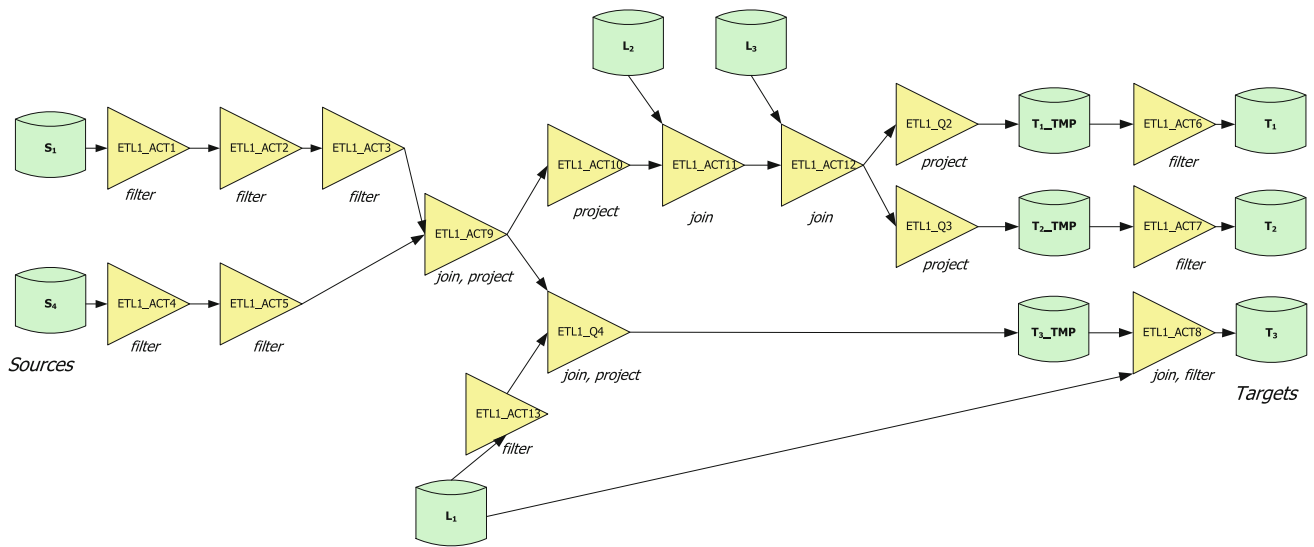 L₂
L₃
S₁
ETL1_ACT1
filter
ETL1_ACT2
filter
ETL1_ACT3
filter
S₄
ETL1_ACT4
filter
ETL1_ACT5
filter
Sources
ETL1_ACT9
join, project
ETL1_ACT10
project
ETL1_ACT11
join
ETL1_ACT12
join
ETL1_Q2
project
T₁_TMP
ETL1_ACT6
filter
T₁
ETL1_Q3
project
T₂_TMP
ETL1_ACT7
filter
T₂
ETL1_Q4
join, project
T₃_TMP
ETL1_ACT8
join, filter
T₃
Targets
ETL1_ACT13
filter
L₁